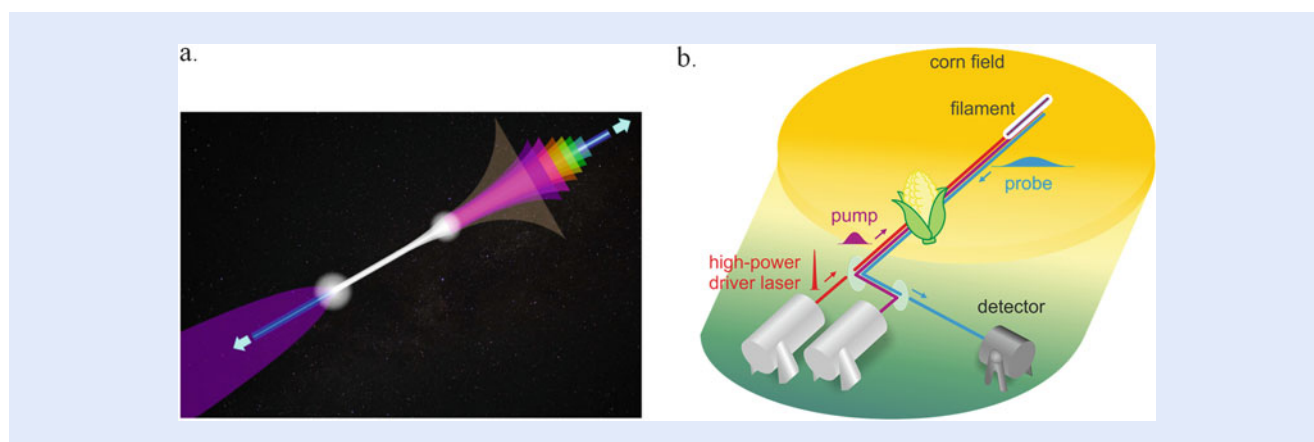 a.
b.
corn field
filament
probe
pump
high-power
driver laser
detector